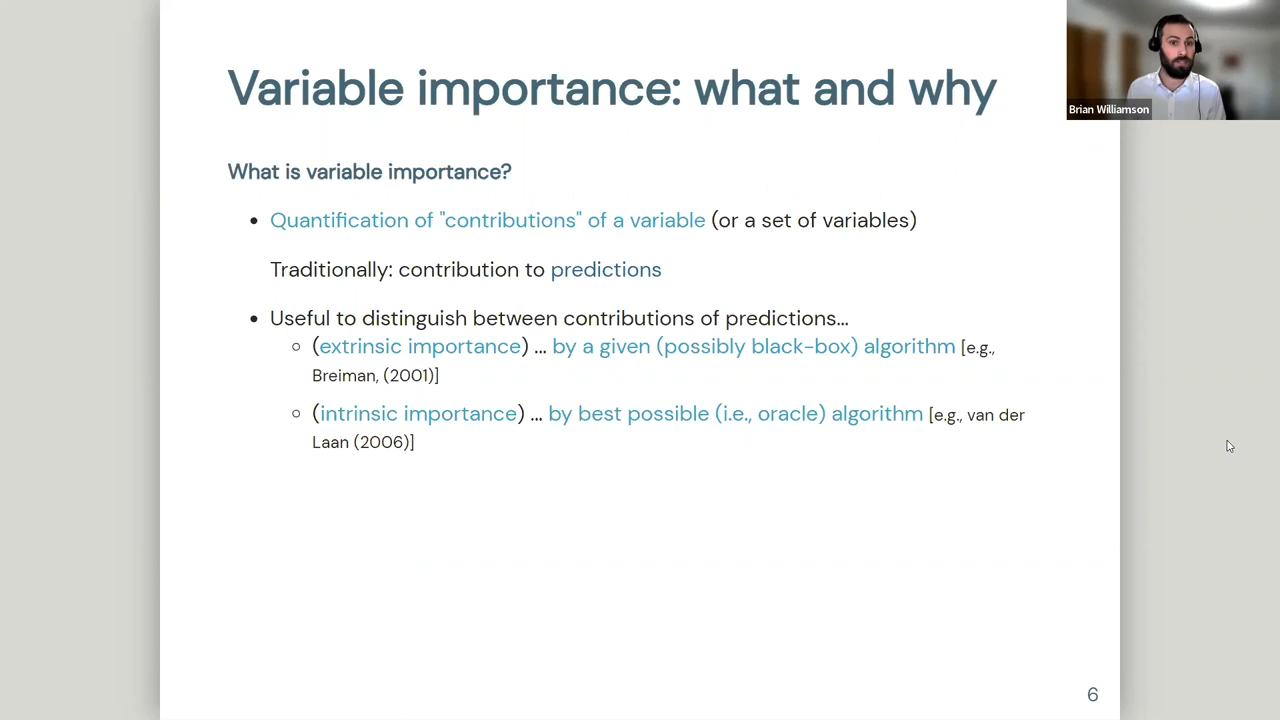 Variable importance: what and why
Brian Williamson
What is variable importance?
• Quantification of "contributions" of a variable (or a set of variables)
Traditionally: contribution to predictions
• Useful to distinguish between contributions of predictions...
○ (extrinsic importance) ... by a given (possibly black-box) algorithm [e.g.,
Breiman, (2001)]
○ (intrinsic importance) ... by best possible (i.e., oracle) algorithm [e.g., van der
Laan (2006)]
6